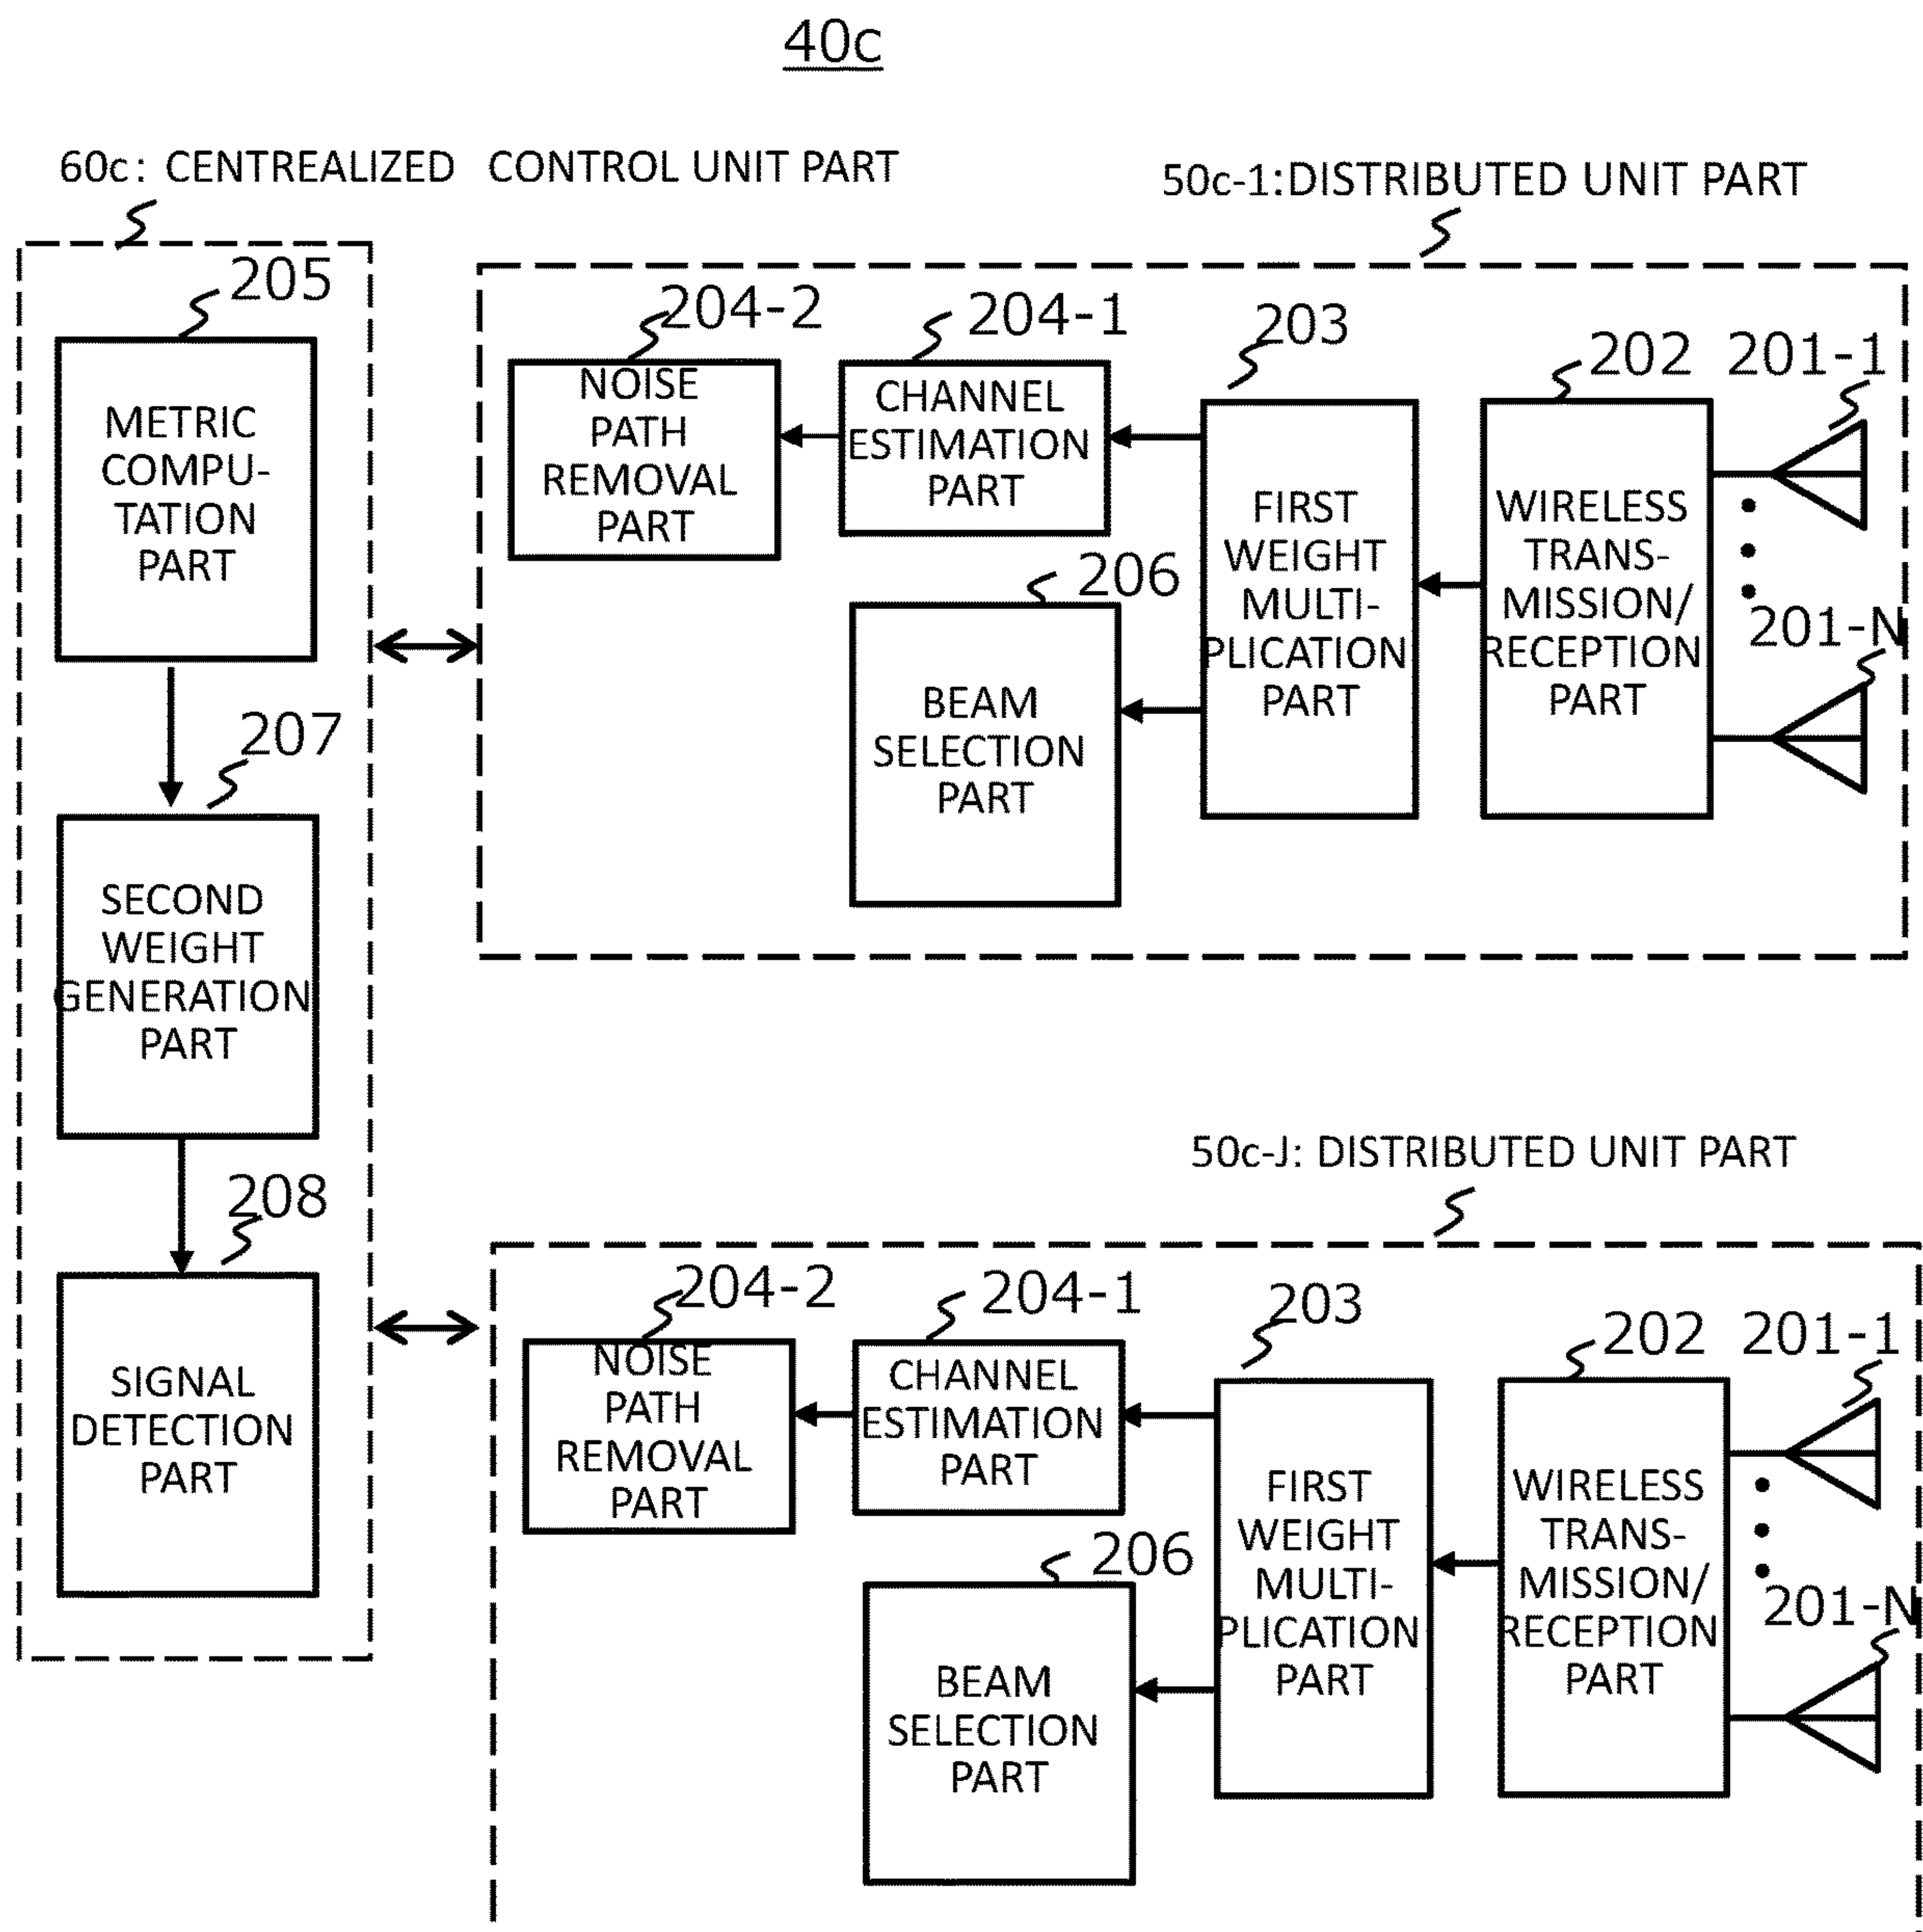 40c
60c : CENTREALIZED CONTROL UNIT PART
205
METRIC
COMPU-
TATION
PART
207
SECOND
WEIGHT
GENERATION
PART
208
SIGNAL
DETECTION
PART
50c-1:DISTRIBUTED UNIT PART
204-2
NOISE
PATH
REMOVAL
PART
204-1
CHANNEL
ESTIMATION
PART
206
BEAM
SELECTION
PART
203
FIRST
WEIGHT
MULTI-
PLICATION
PART
202
WIRELESS
TRANS-
MISSION/
RECEPTION
PART
201-1
201-N
50c-J: DISTRIBUTED UNIT PART
204-2
NOISE
PATH
REMOVAL
PART
204-1
CHANNEL
ESTIMATION
PART
206
BEAM
SELECTION
PART
203
FIRST
WEIGHT
MULTI-
PLICATION
PART
202
WIRELESS
TRANS-
MISSION/
RECEPTION
PART
201-1
201-N